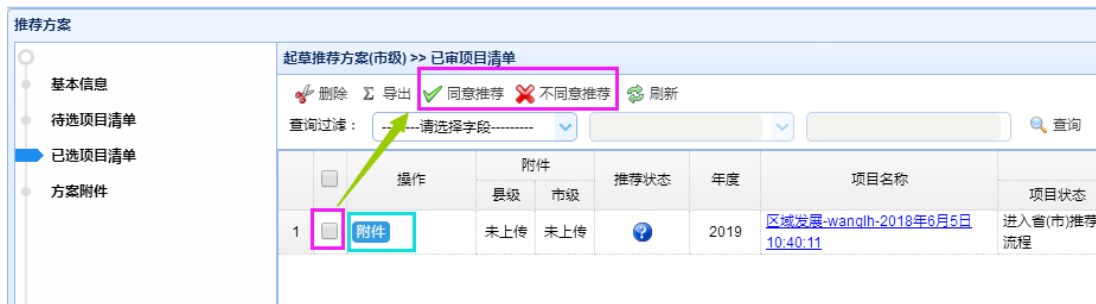 推荐方案
基本信息
待选项目清单
已选项目清单
方案附件
起草推荐方案(市级) >> 已审项目清单
删除 Σ 导出 同意推荐 不同意推荐 刷新
查询过滤： --------请选择字段--------- 查询
操作 附件 推荐状态 年度 项目名称
县级 市级 项目状态
1 附件 未上传 未上传 2019 区域发展-wanqlh-2018年6月5日 进入省(市)推荐
10:40:11 流程